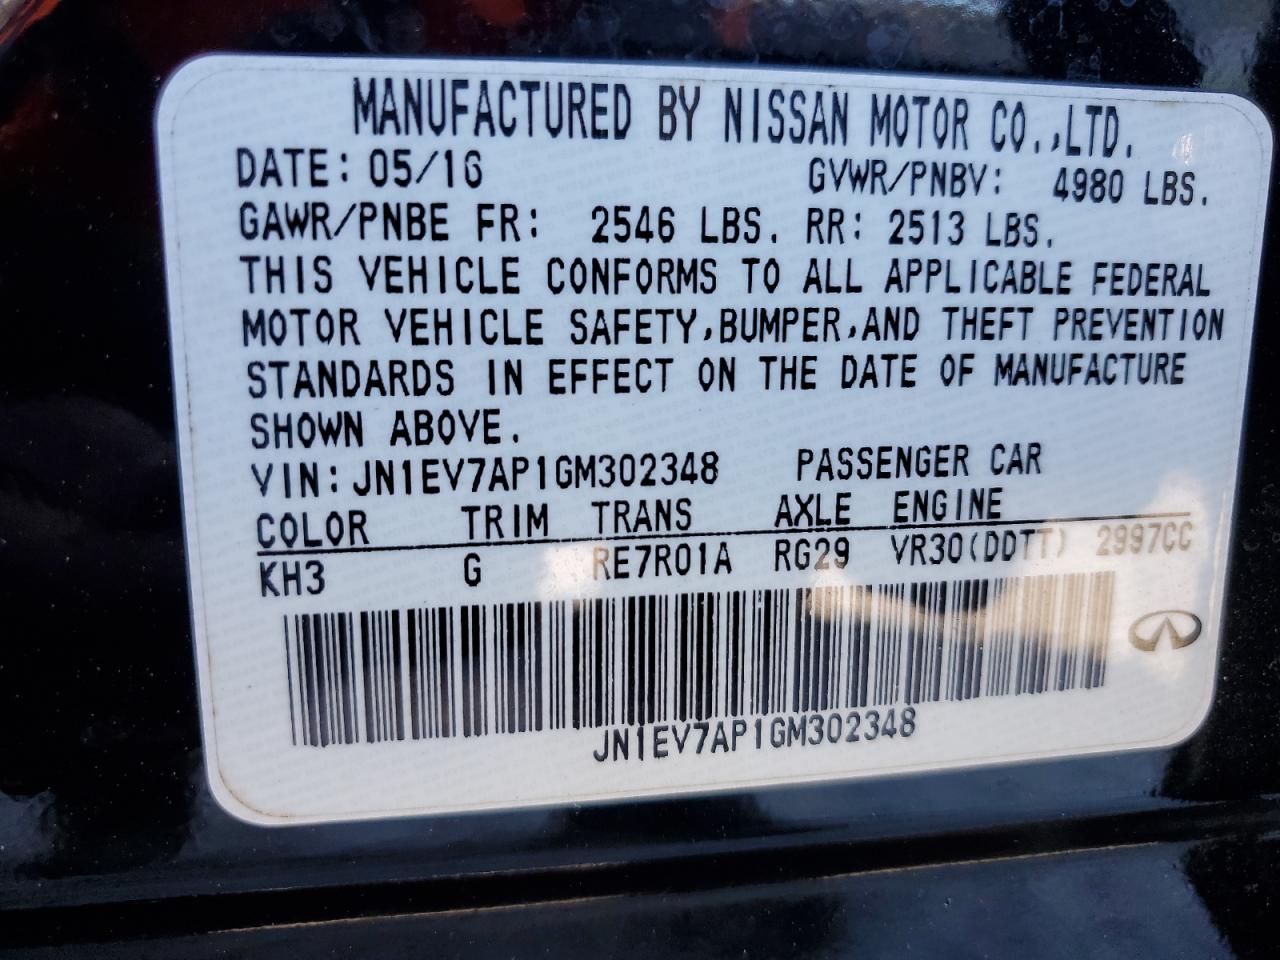 MANUFACTURED BY NISSAN MOTOR CO.,LTD.
DATE: 05/16 GVWR/PNBV: 4980 LBS.
GAWR/PNBE FR: 2546 LBS. RR: 2513 LBS.
THIS VEHICLE CONFORMS TO ALL APPLICABLE FEDERAL
MOTOR VEHICLE SAFETY,BUMPER,AND THEFT PREVENTION
STANDARDS IN EFFECT ON THE DATE OF MANUFACTURE
SHOWN ABOVE.
VIN:JN1EV7AP1GM302348 PASSENGER CAR
COLOR TRIM TRANS AXLE ENGINE
KH3 G RE7R01A RG29 VR30(DDTT) 2997CC
JN1EV7AP1GM302348